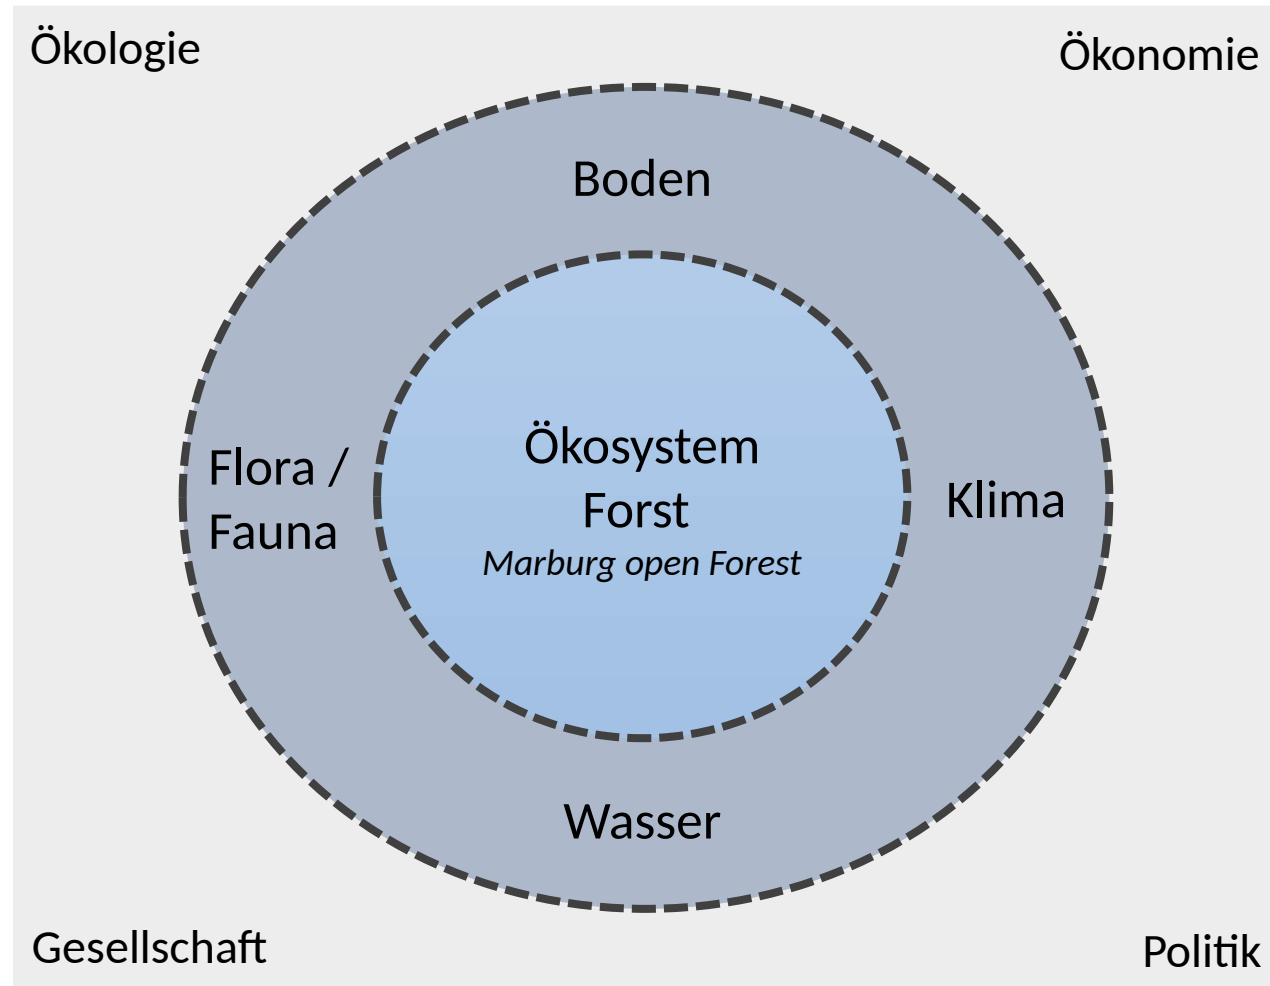 Ökologie
Ökonomie
Boden
Flora /
Fauna
Ökosystem
Forst
Marburg open Forest
Klima
Wasser
Gesellschaft
Politik